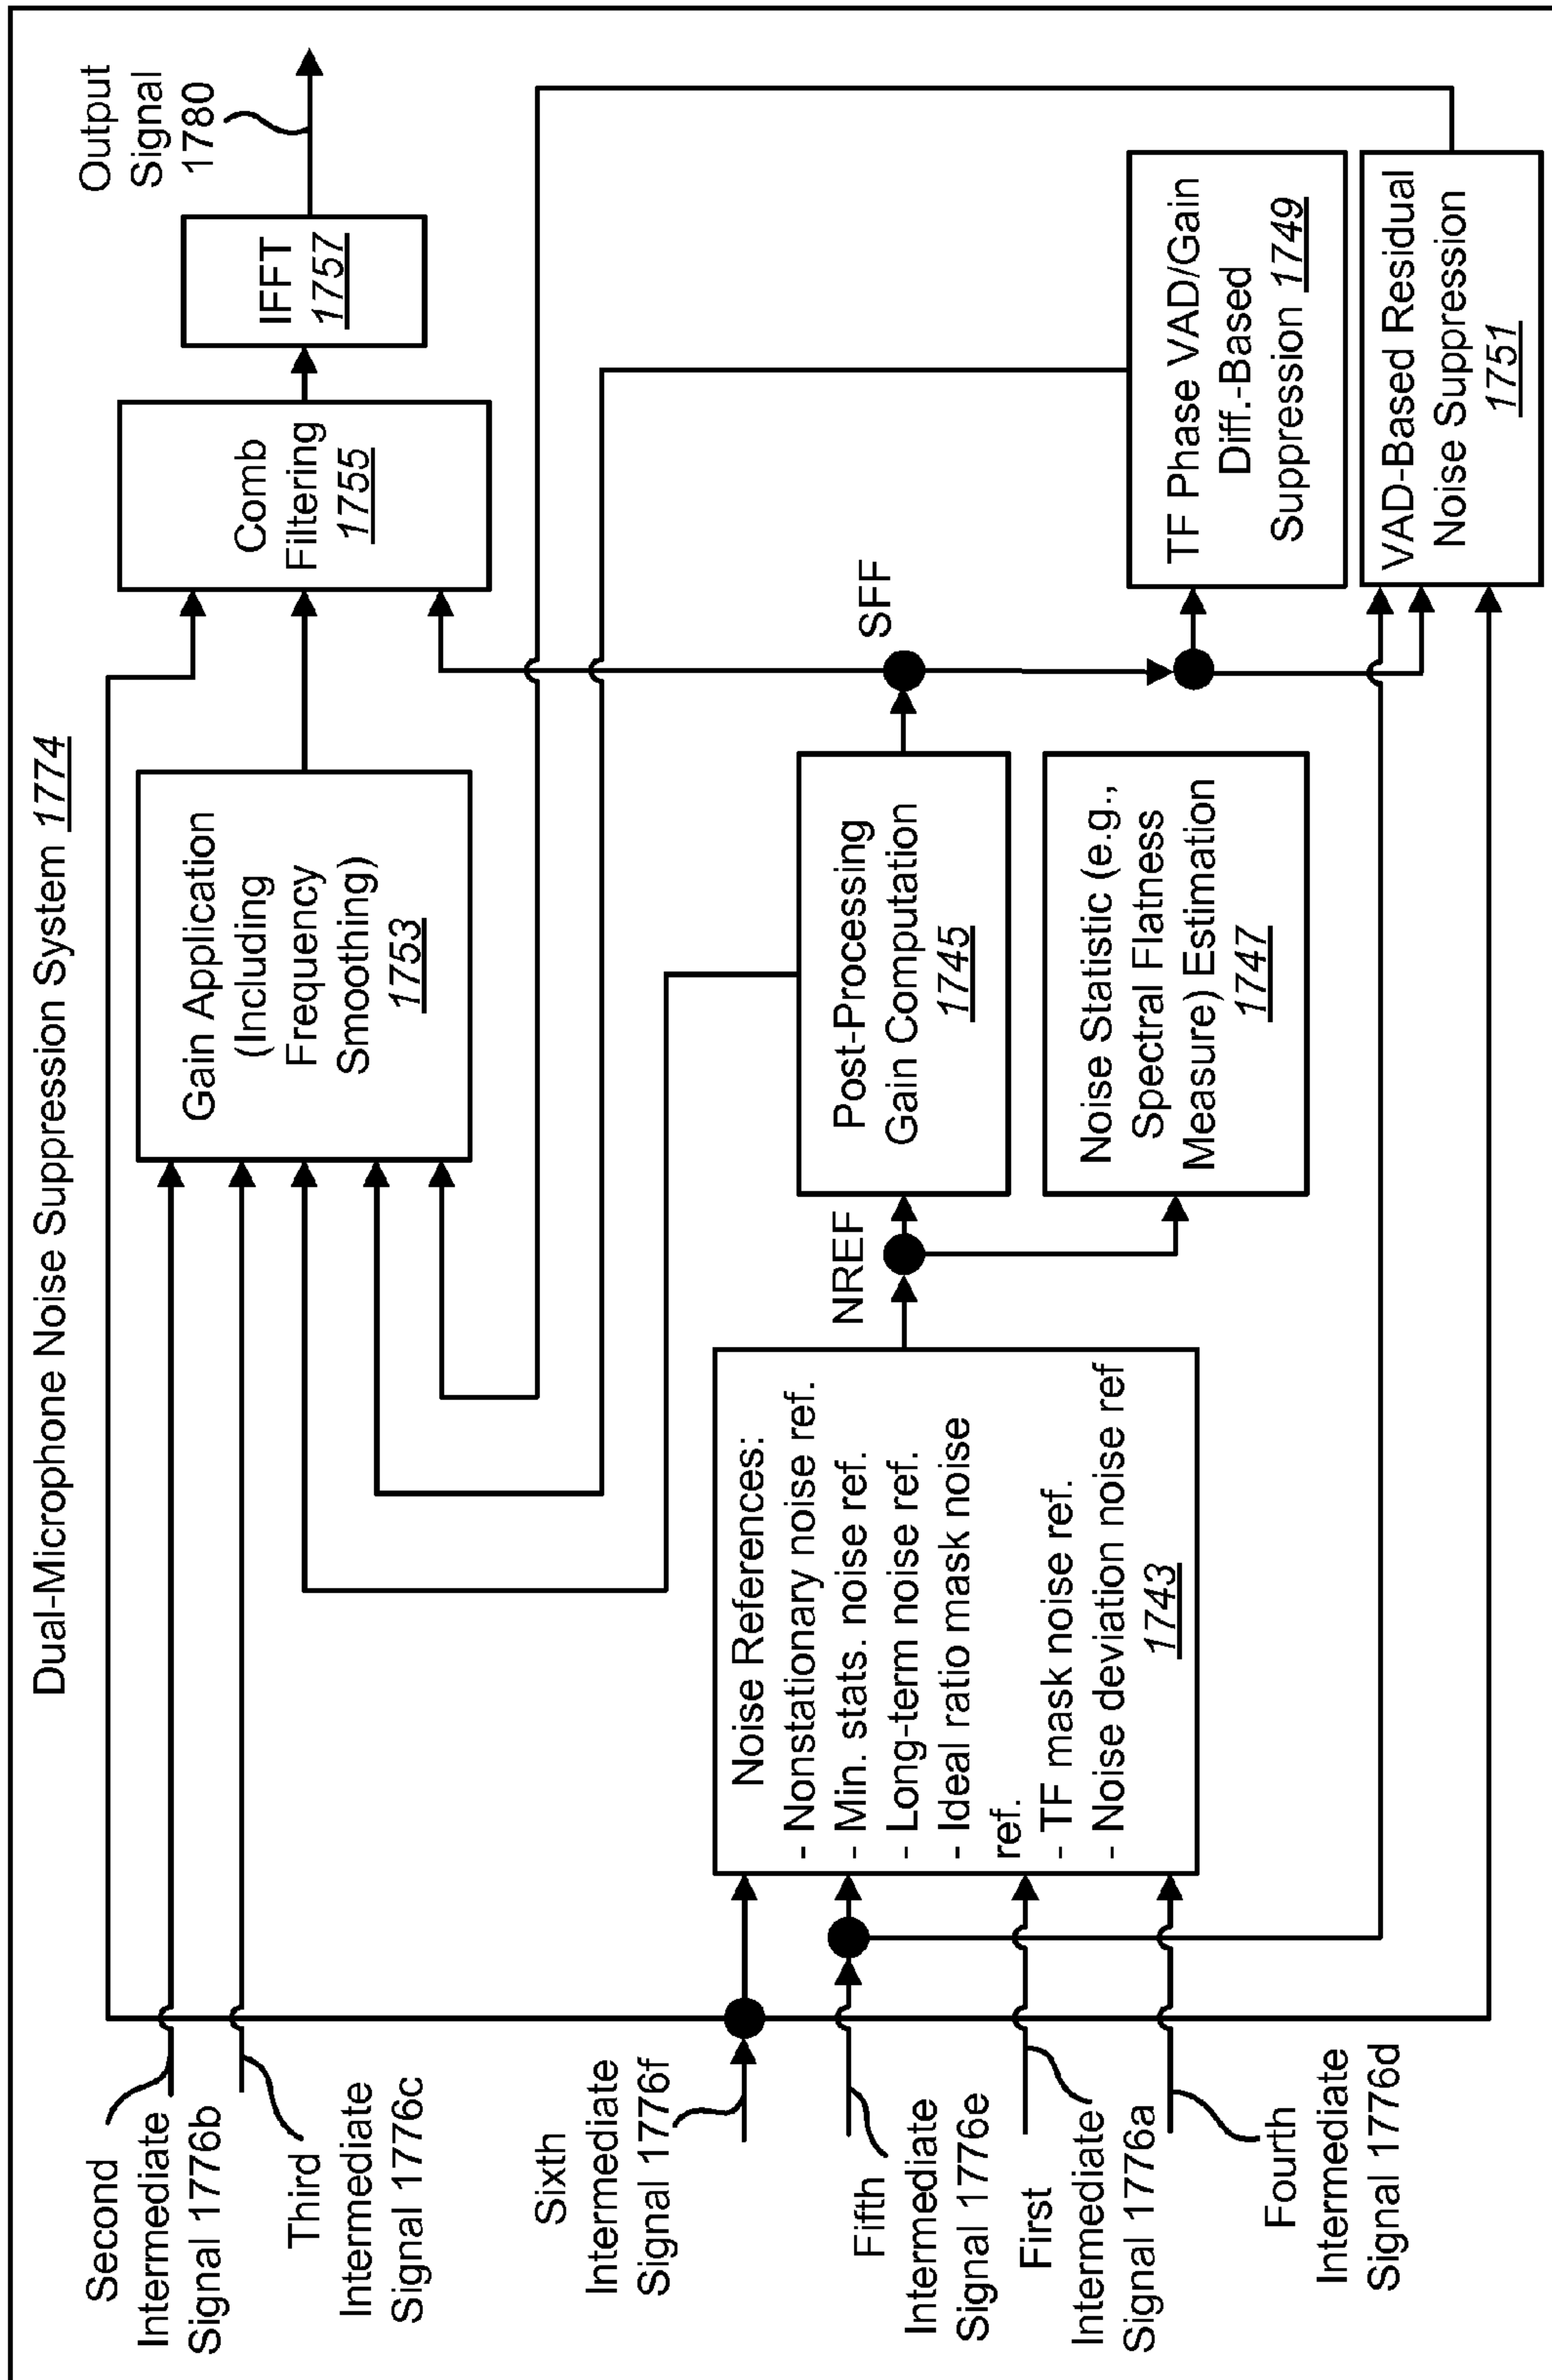 Dual-Microphone Noise Suppression System 1774
Second
Intermediate
Signal 1776b
Third
Intermediate
Signal 1776c
Sixth
Intermediate
Signal 1776f
Fifth
Intermediate
Signal 1776e
First
Intermediate
Signal 1776a
Fourth
Intermediate
Signal 1776d
Gain Application
(Including
Frequency
Smoothing)
1753
Comb
Filtering
1755
IFFT
1757
Output
Signal
1780
Noise References:
- Nonstationary noise ref.
- Min. stats. noise ref.
- Long-term noise ref.
- Ideal ratio mask noise
ref.
- TF mask noise ref.
- Noise deviation noise ref
1743
NREF
Post-Processing
Gain Computation
1745
Noise Statistic (e.g.,
Spectral Flatness
Measure) Estimation
1747
SFF
TF Phase VAD/Gain
Diff.-Based
Suppression 1749
VAD-Based Residual
Noise Suppression
1751